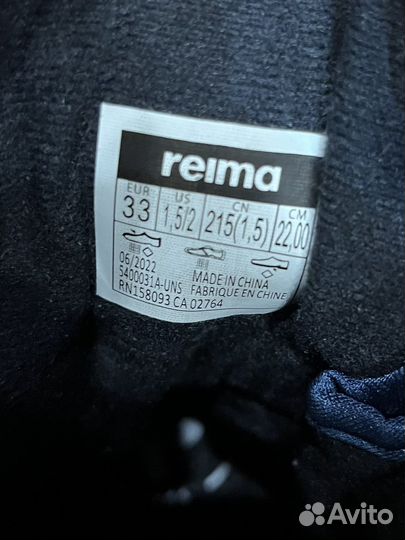 reima
EUR US CN CM
33 1,5/2 215(1,5) 22,00
06/2022 MADE IN CHINA
5400031A-UNS FABRIQUE EN CHINE
RN158093 CA 02764
Avito